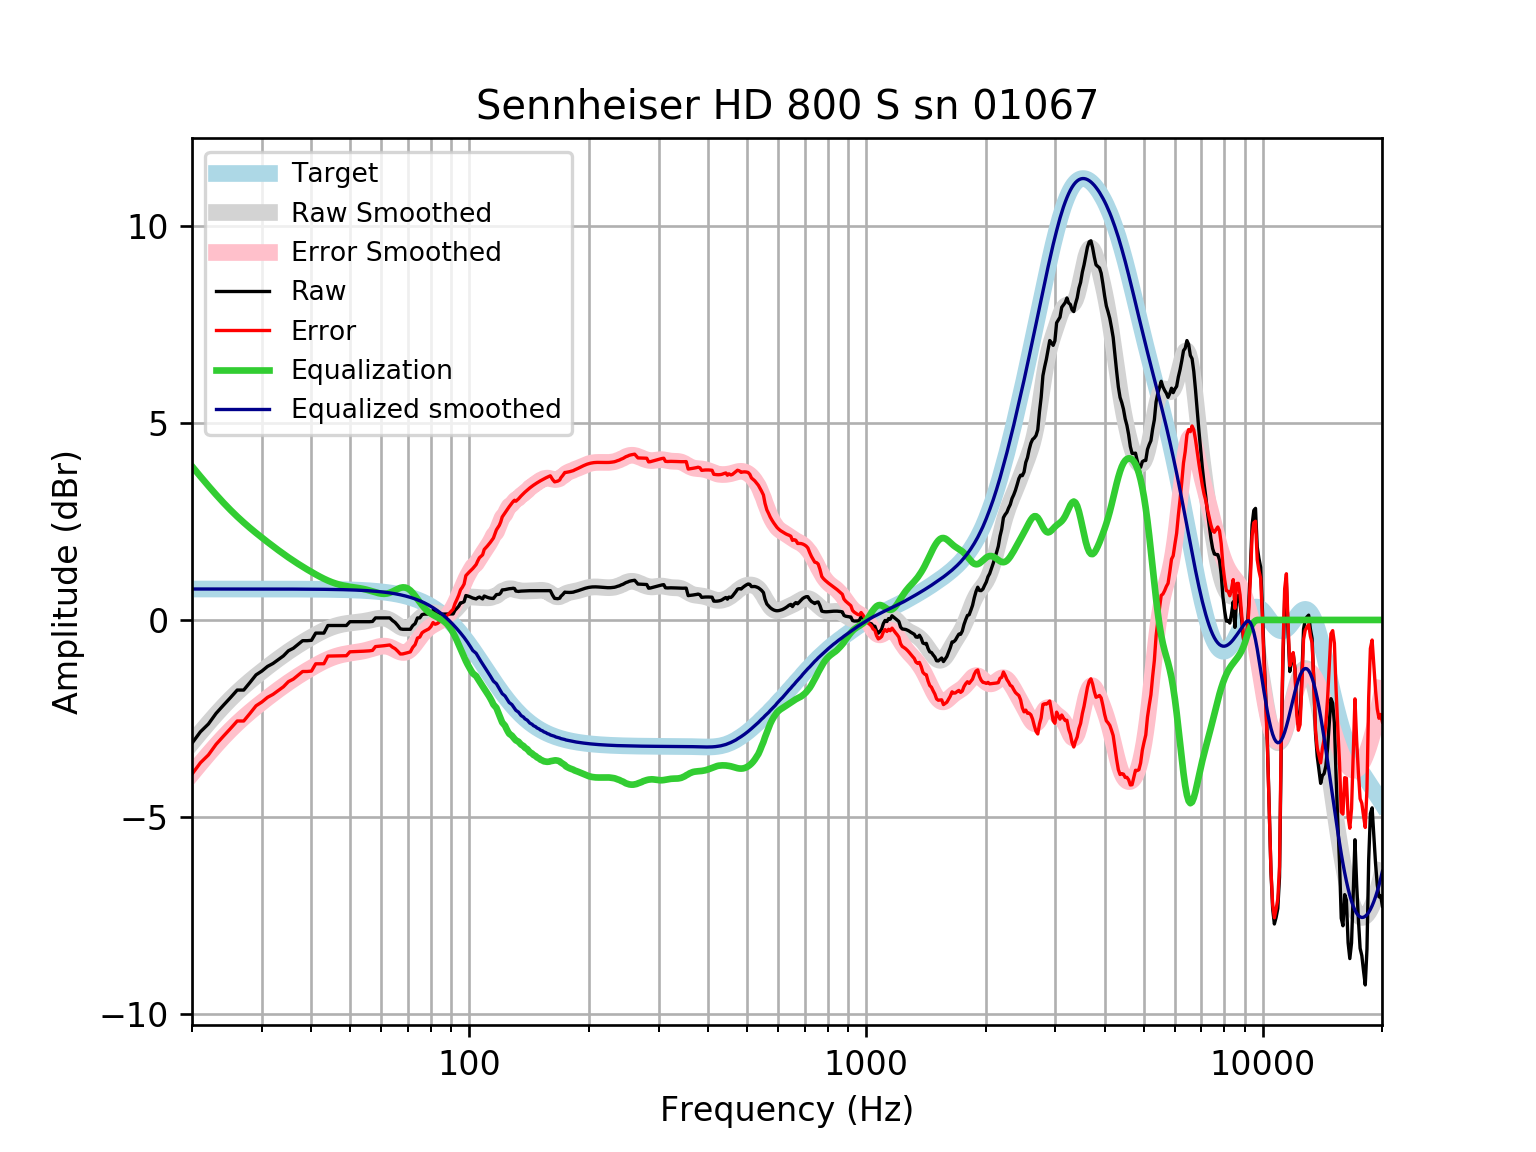 Sennheiser HD 800 S sn 01067
Target
Raw Smoothed
Error Smoothed
Raw
Error
Equalization
Equalized smoothed
10
5
0
−5
−10
Amplitude (dBr)
100 1000 10000
Frequency (Hz)